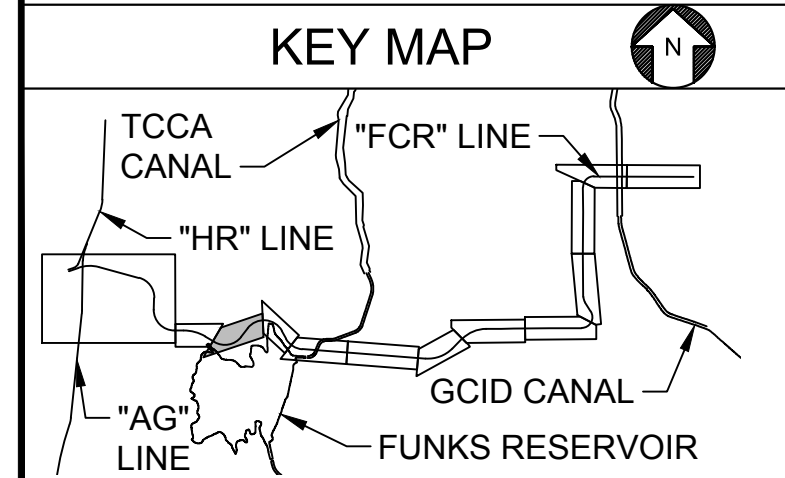 KEY MAP
N
TCCA
CANAL
"FCR" LINE
"HR" LINE
GCID CANAL
"AG"
LINE
FUNKS RESERVOIR